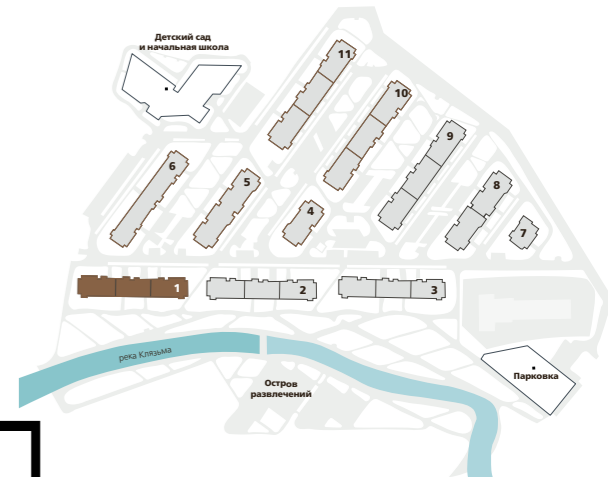 Детский сад
и начальная школа
11
10
9
6
5
8
4
7
1
2
3
река Клязьма
Парковка
Остров
развлечений